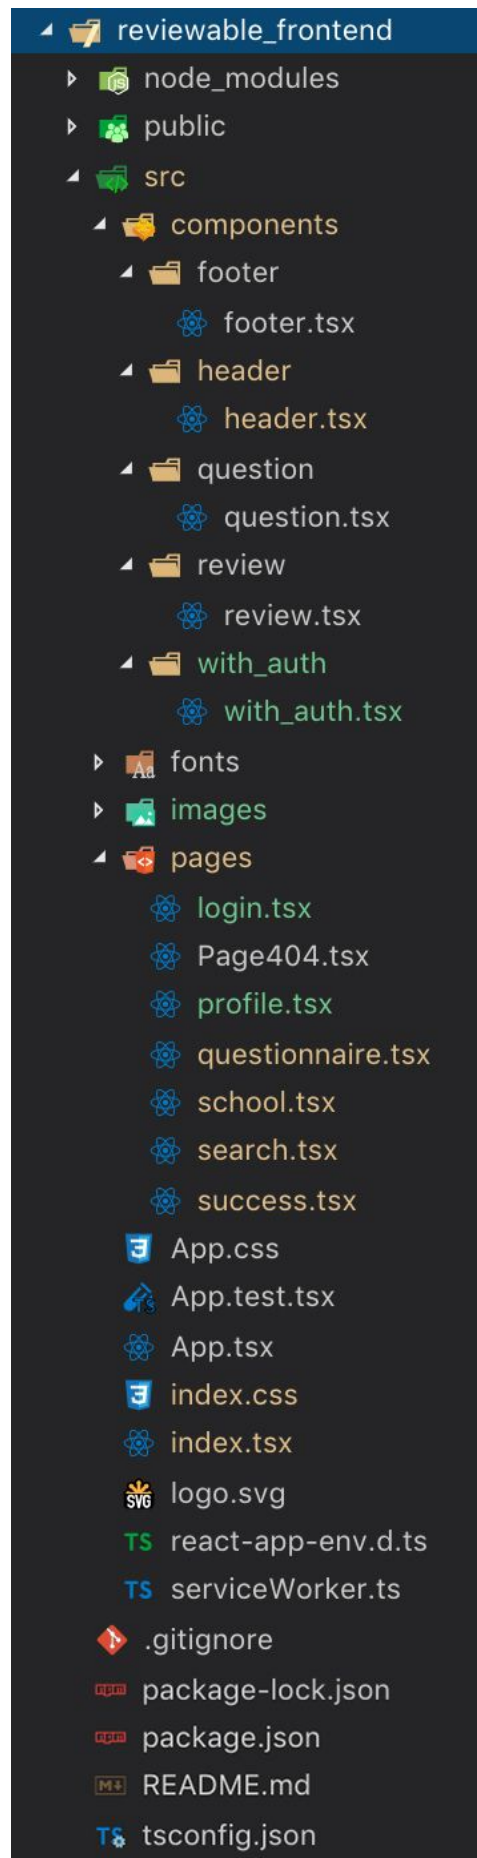 reviewable_frontend
node_modules
public
src
components
footer
footer.tsx
header
header.tsx
question
question.tsx
review
review.tsx
with_auth
with_auth.tsx
fonts
images
pages
login.tsx
Page404.tsx
profile.tsx
questionnaire.tsx
school.tsx
search.tsx
success.tsx
App.css
App.test.tsx
App.tsx
index.css
index.tsx
logo.svg
TS react-app-env.d.ts
TS serviceWorker.ts
.gitignore
package-lock.json
package.json
README.md
tsconfig.json